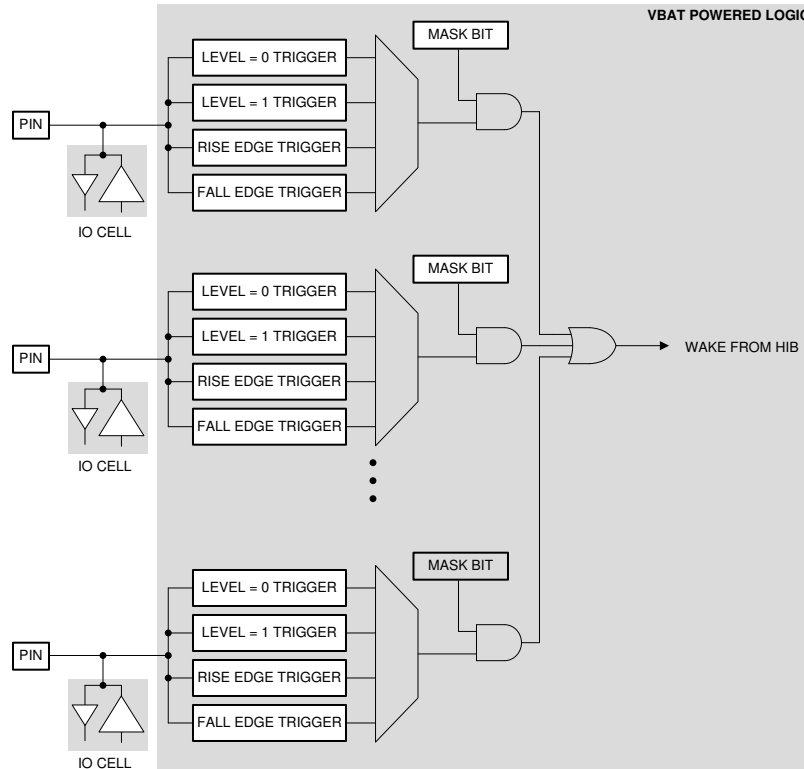 VBAT POWERED LOGIC
MASK BIT
LEVEL = 0 TRIGGER
LEVEL = 1 TRIGGER
PIN
RISE EDGE TRIGGER
FALL EDGE TRIGGER
IO CELL
MASK BIT
LEVEL = 0 TRIGGER
LEVEL = 1 TRIGGER
PIN
WAKE FROM HIB
RISE EDGE TRIGGER
FALL EDGE TRIGGER
IO CELL
MASK BIT
LEVEL = 0 TRIGGER
LEVEL = 1 TRIGGER
PIN
RISE EDGE TRIGGER
FALL EDGE TRIGGER
IO CELL